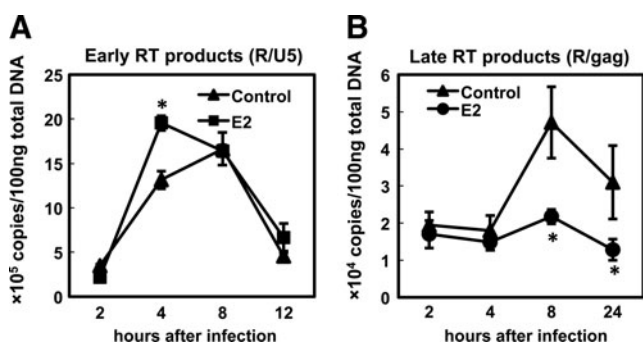 A
Early RT products (R/U5)
×10⁵ copies/100ng total DNA
25
20
15
10
5
0
*
Control
E2
2 4 8 12
hours after infection
B
Late RT products (R/gag)
×10⁴ copies/100ng total DNA
6
5
4
3
2
1
0
Control
E2
*
*
2 4 8 24
hours after infection